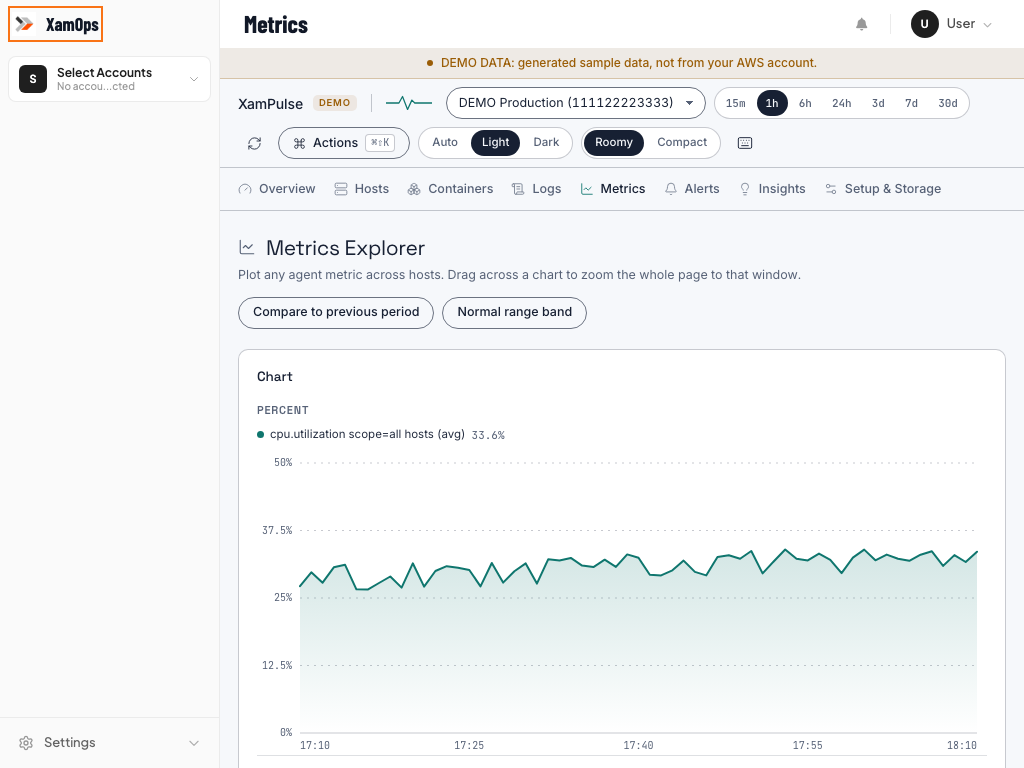 XamOps
Metrics
U User
S Select Accounts
No accou...cted
DEMO DATA: generated sample data, not from your AWS account.
XamPulse DEMO DEMO Production (111122223333) 15m 1h 6h 24h 3d 7d 30d
Actions ⌘⇧K Auto Light Dark Roomy Compact
Overview Hosts Containers Logs Metrics Alerts Insights Setup & Storage
Metrics Explorer
Plot any agent metric across hosts. Drag across a chart to zoom the whole page to that window.
Compare to previous period Normal range band
Chart
PERCENT
cpu.utilization scope=all hosts (avg) 33.6%
50%
37.5%
25%
12.5%
0%
17:10 17:25 17:40 17:55 18:10
Settings